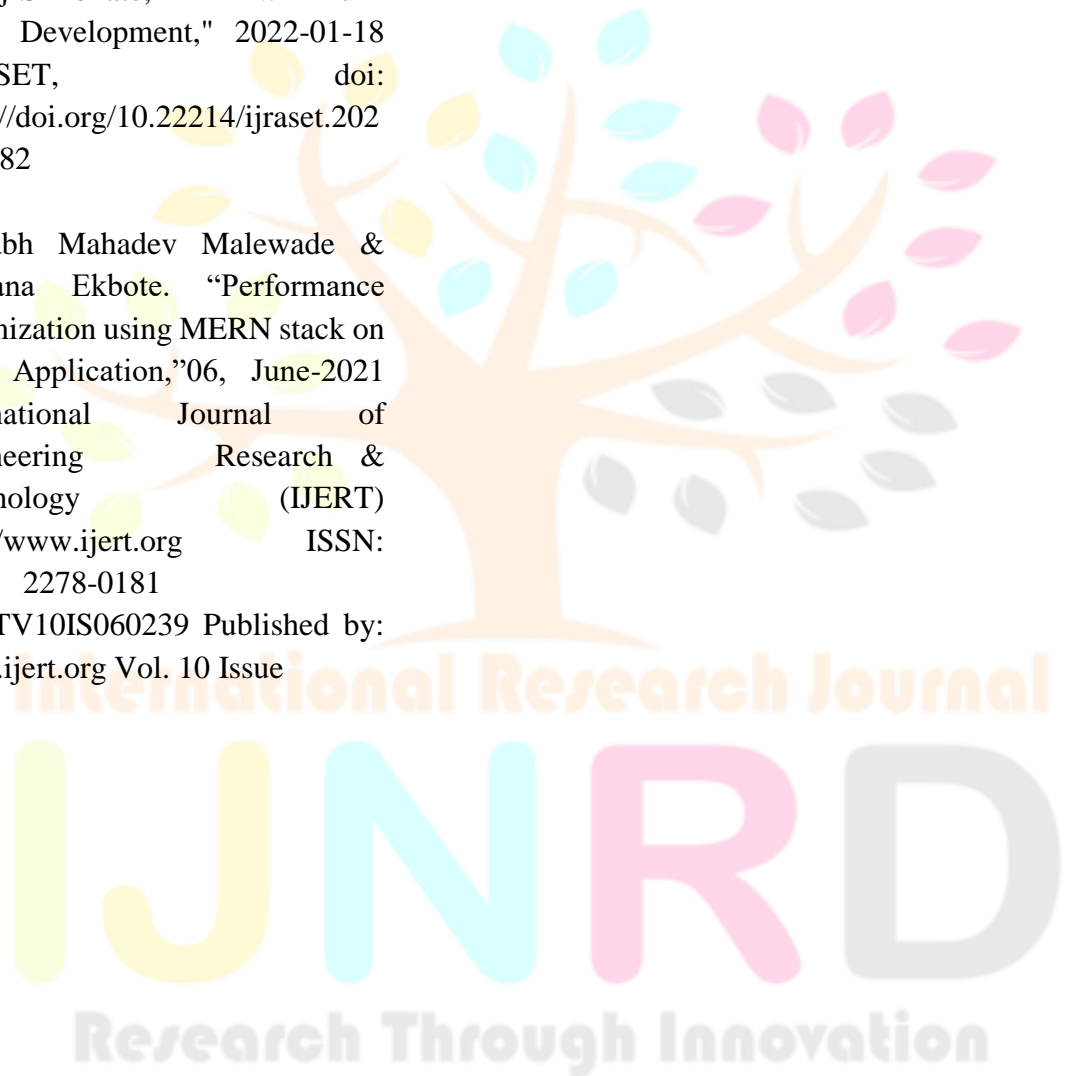 Development," 2022-01-18
SET, doi:
//doi.org/10.22214/ijraset.202
82
abh Mahadev Malewade &
ana Ekbote. “Performance
nization using MERN stack on
Application,”06, June-2021
national Journal of
neering Research &
nology (IJERT)
/www.ijert.org ISSN:
2278-0181
TV10IS060239 Published by:
.ijert.org Vol. 10 Issue
International Research Journal
IJNRD
Research Through Innovation